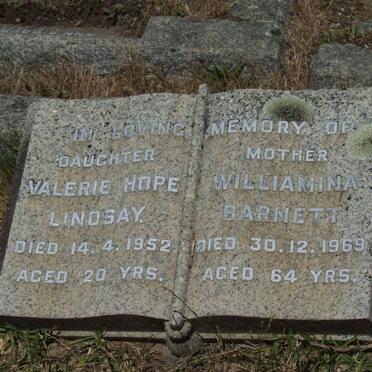 IN LOVING MEMORY OF
DAUGHTER
VALERIE HOPE
LINDSAY.
DIED 14.4.1952
AGED 20 YRS.
MOTHER
WILLIAMINA
BARNETT
DIED 30.12.1969
AGED 64 YRS.